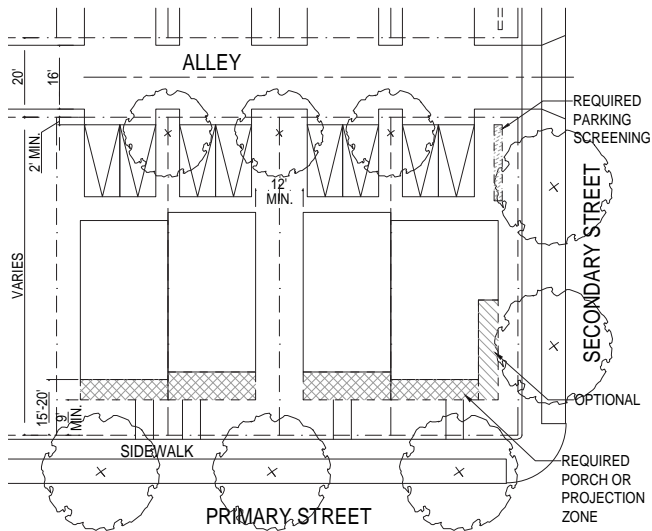 ALLEY
20'
16'
REQUIRED
PARKING
SCREENING
2' MIN.
12'
MIN.
SECONDARY STREET
VARIES
OPTIONAL
15'-20'
9'
MIN.
SIDEWALK
REQUIRED
PORCH OR
PROJECTION
ZONE
PRIMARY STREET